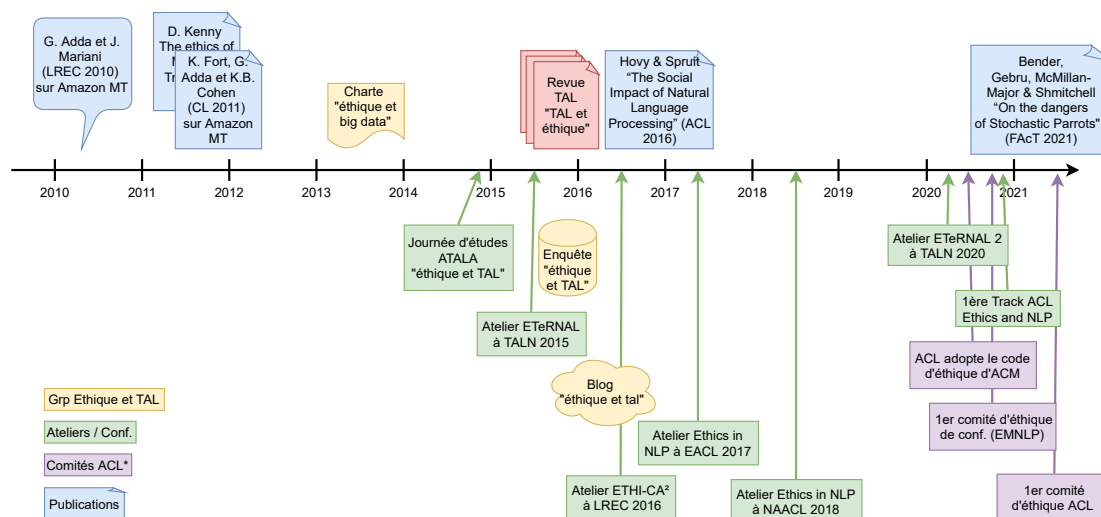 G. Adda et J.
Mariani
(LREC 2010)
sur Amazon MT
D. Kenny
The ethics of
M
Tr
K. Fort, G.
Adda et K.B.
Cohen
(CL 2011)
sur Amazon
MT
Charte
"éthique et
big data"
Revue
TAL
"TAL et
éthique"
Hovy & Spruit
“The Social
Impact of Natural
Language
Processing” (ACL
2016)
Bender,
Gebru, McMillan-
Major & Shmitchell
“On the dangers
of Stochastic Parrots"
(FAcT 2021)
2010 2011 2012 2013 2014 2015 2016 2017 2018 2019 2020 2021
Journée d'études
ATALA
"éthique et TAL"
Enquête
"éthique
et TAL"
Atelier ETeRNAL 2
à TALN 2020
Atelier ETeRNAL
à TALN 2015
1ère Track ACL
Ethics and NLP
Blog
"éthique et tal"
ACL adopte le code
d'éthique d'ACM
Atelier Ethics in
NLP à EACL 2017
1er comité d'éthique
de conf. (EMNLP)
Atelier ETHI-CA²
à LREC 2016
Atelier Ethics in NLP
à NAACL 2018
1er comité
d'éthique ACL
Grp Ethique et TAL
Ateliers / Conf.
Comités ACL*
Publications